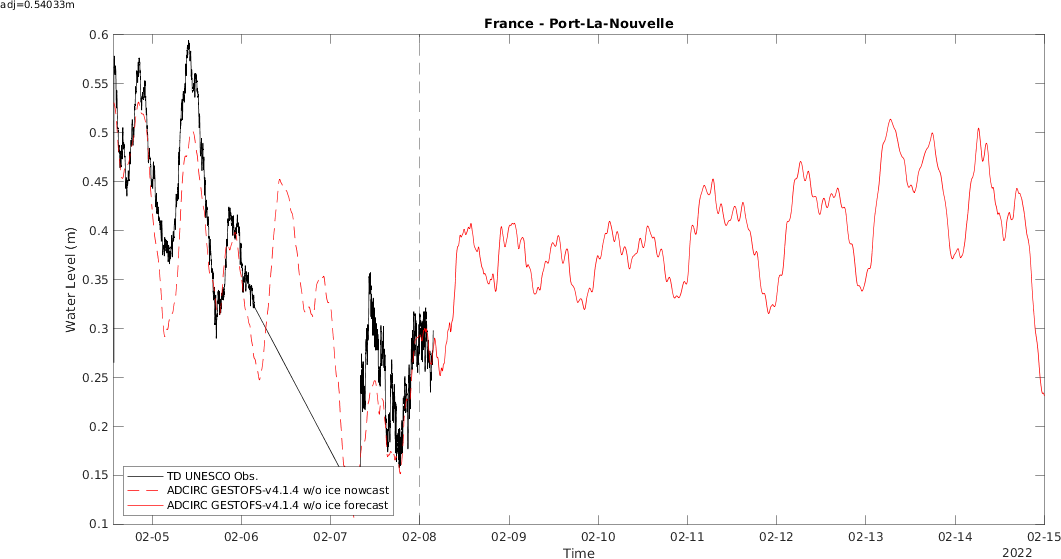 adj=0.54033m
France - Port-La-Nouvelle
0.6
0.55
0.5
0.45
0.4
0.35
0.3
0.25
0.2
0.15
0.1
Water Level (m)
TD UNESCO Obs.
ADCIRC GESTOFS-v4.1.4 w/o ice nowcast
ADCIRC GESTOFS-v4.1.4 w/o ice forecast
02-05 02-06 02-07 02-08 02-09 02-10 02-11 02-12 02-13 02-14 02-15
Time
2022